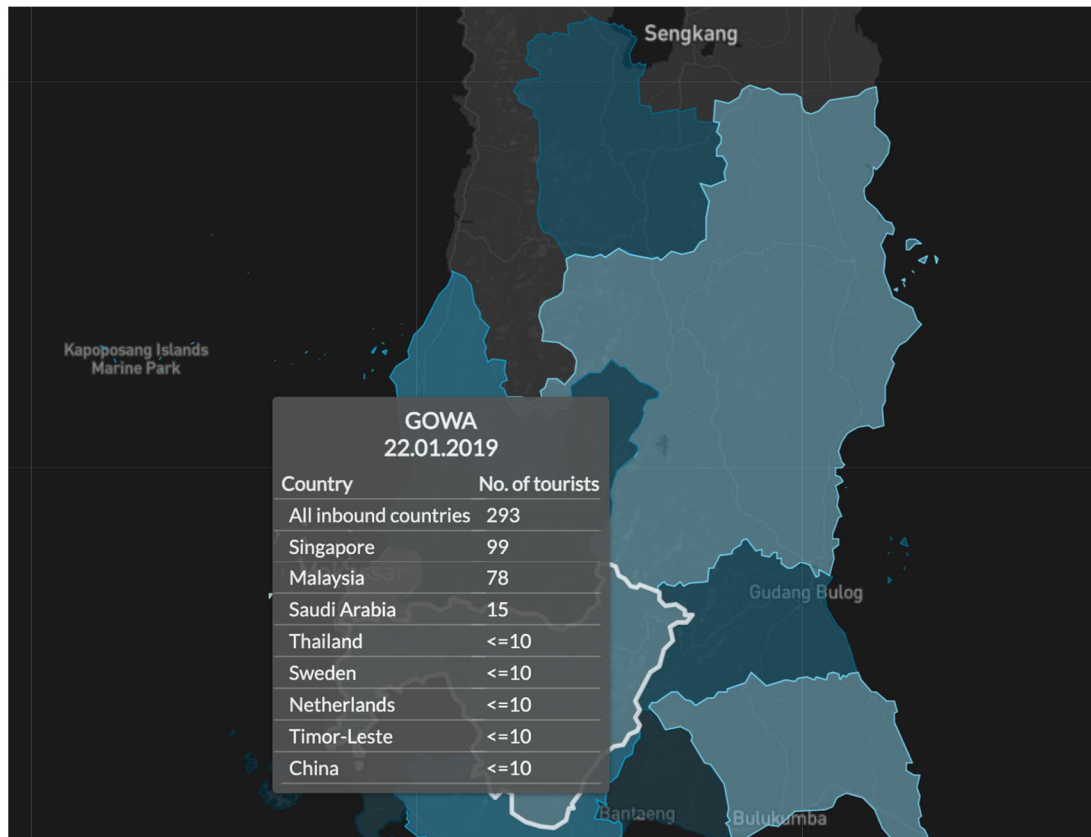 Sengkang
Kapoposang Islands
Marine Park
GOWA
22.01.2019
Country No. of tourists
All inbound countries 293
Singapore 99
Malaysia 78
Saudi Arabia 15
Thailand <=10
Sweden <=10
Netherlands <=10
Timor-Leste <=10
China <=10
Gudang Bulog
Bantaeng
Bulukumba